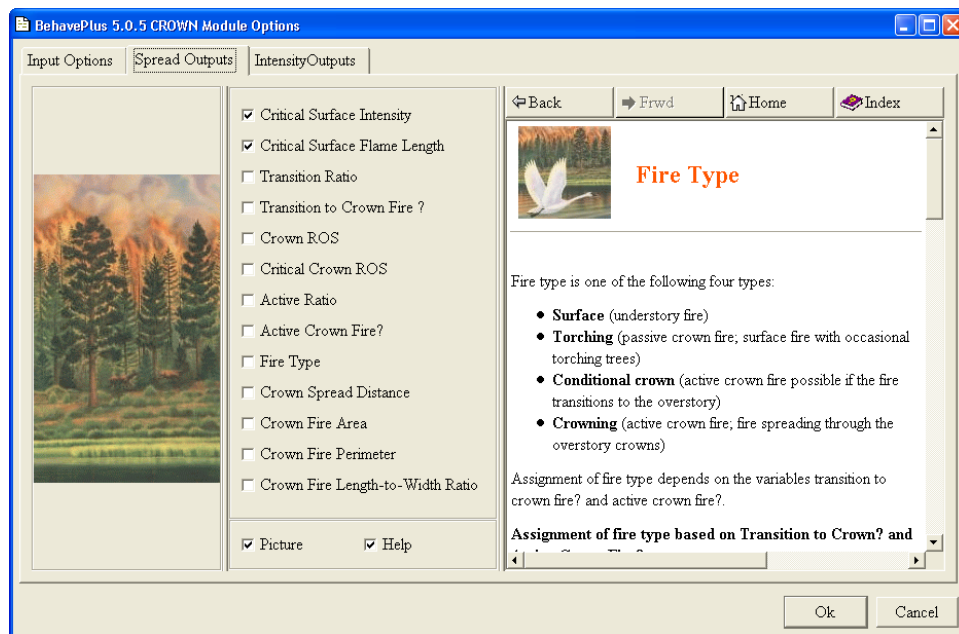 BehavePlus 5.0.5 CROWN Module Options
Input Options
Spread Outputs
IntensityOutputs
Critical Surface Intensity
Critical Surface Flame Length
Transition Ratio
Transition to Crown Fire ?
Crown ROS
Critical Crown ROS
Active Ratio
Active Crown Fire?
Fire Type
Crown Spread Distance
Crown Fire Area
Crown Fire Perimeter
Crown Fire Length-to-Width Ratio
Picture
Help
Back
Frwd
Home
Index
Fire Type
Fire type is one of the following four types:
Surface (understory fire)
Torching (passive crown fire; surface fire with occasional
torching trees)
Conditional crown (active crown fire possible if the fire
transitions to the overstory)
Crowning (active crown fire; fire spreading through the
overstory crowns)
Assignment of fire type depends on the variables transition to
crown fire? and active crown fire?.
Assignment of fire type based on Transition to Crown? and
Ok
Cancel